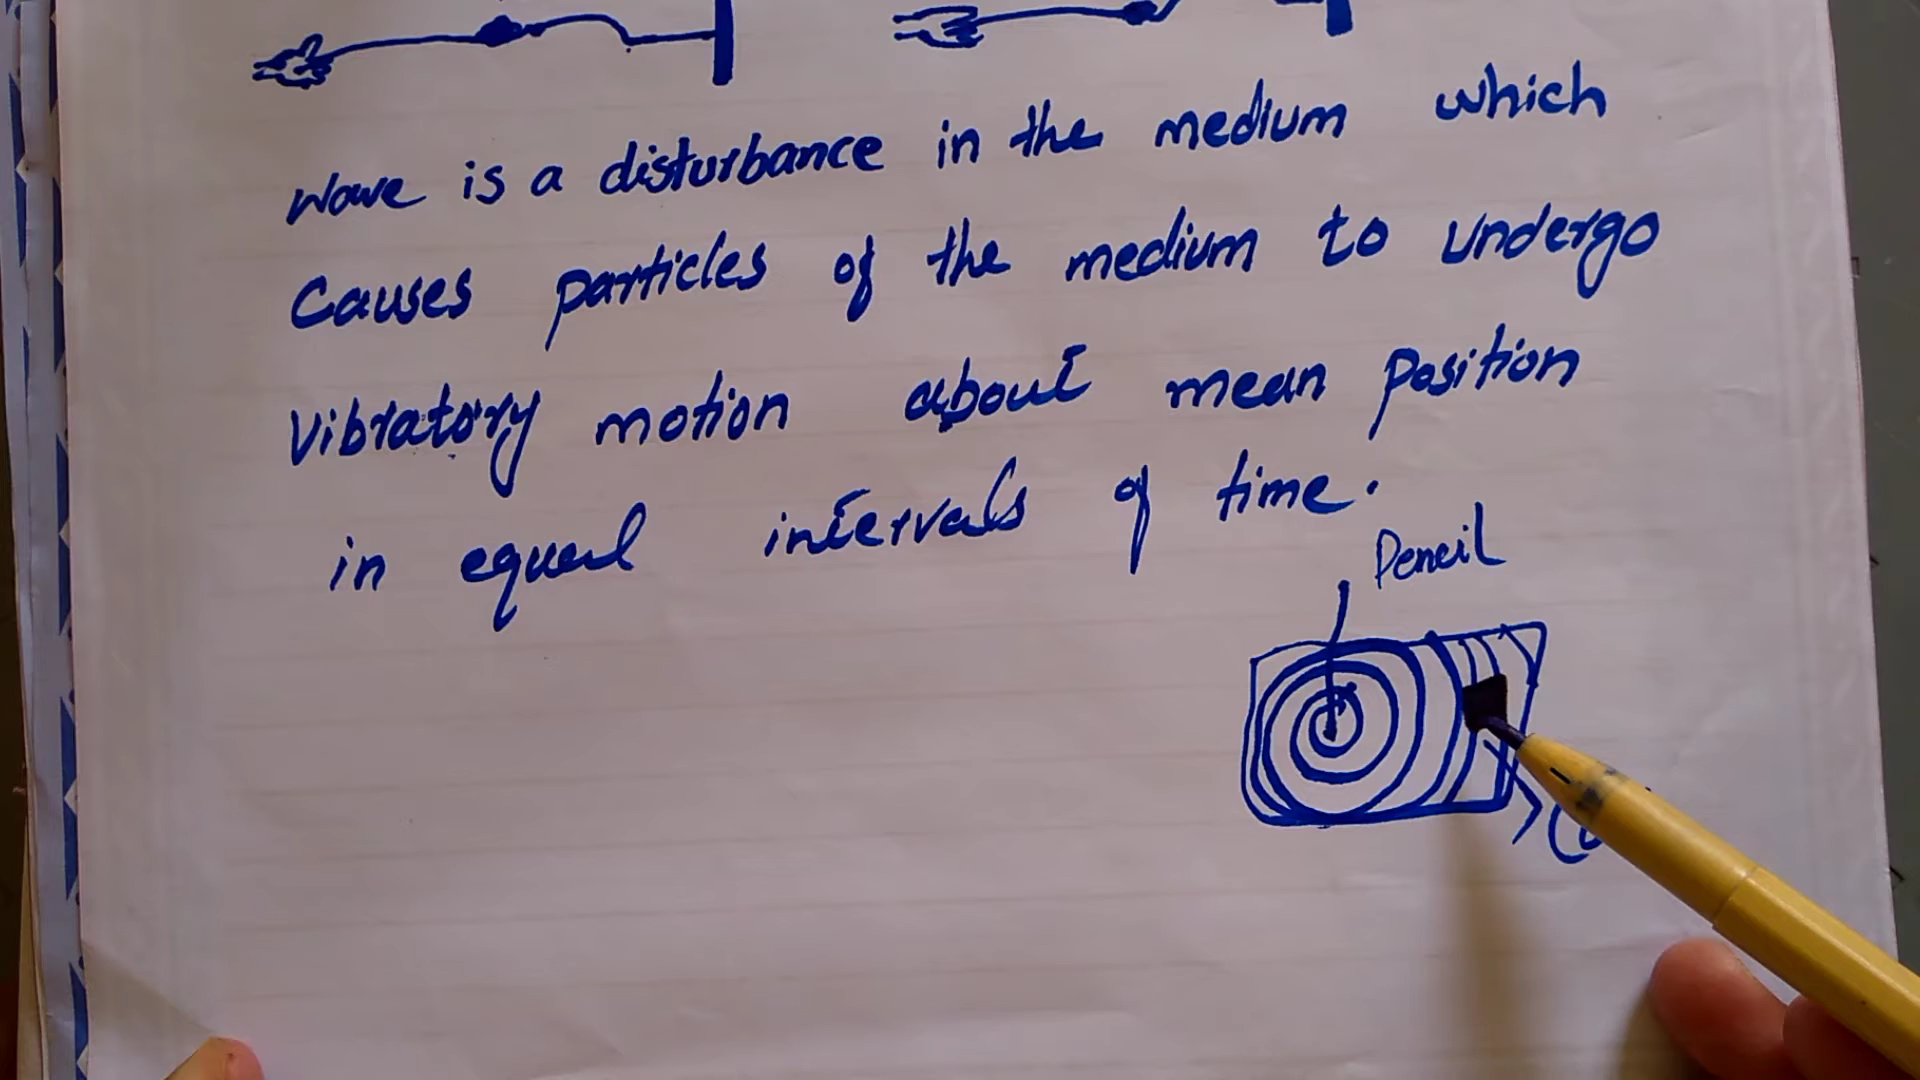 Wave is a disturbance in the medium which
Causes particles of the medium to undergo
Vibratory motion about mean position
in equal intervals of time.
Pencil